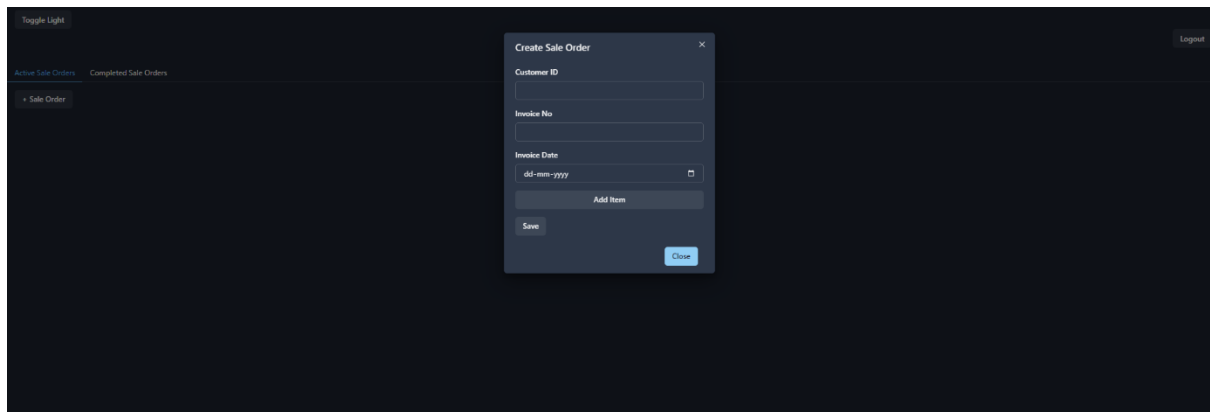 Toggle Light
Logout
Active Sale Orders Completed Sale Orders
+ Sale Order
Create Sale Order ×
Customer ID
Invoice No
Invoice Date
dd-mm-yyyy
Add Item
Save
Close